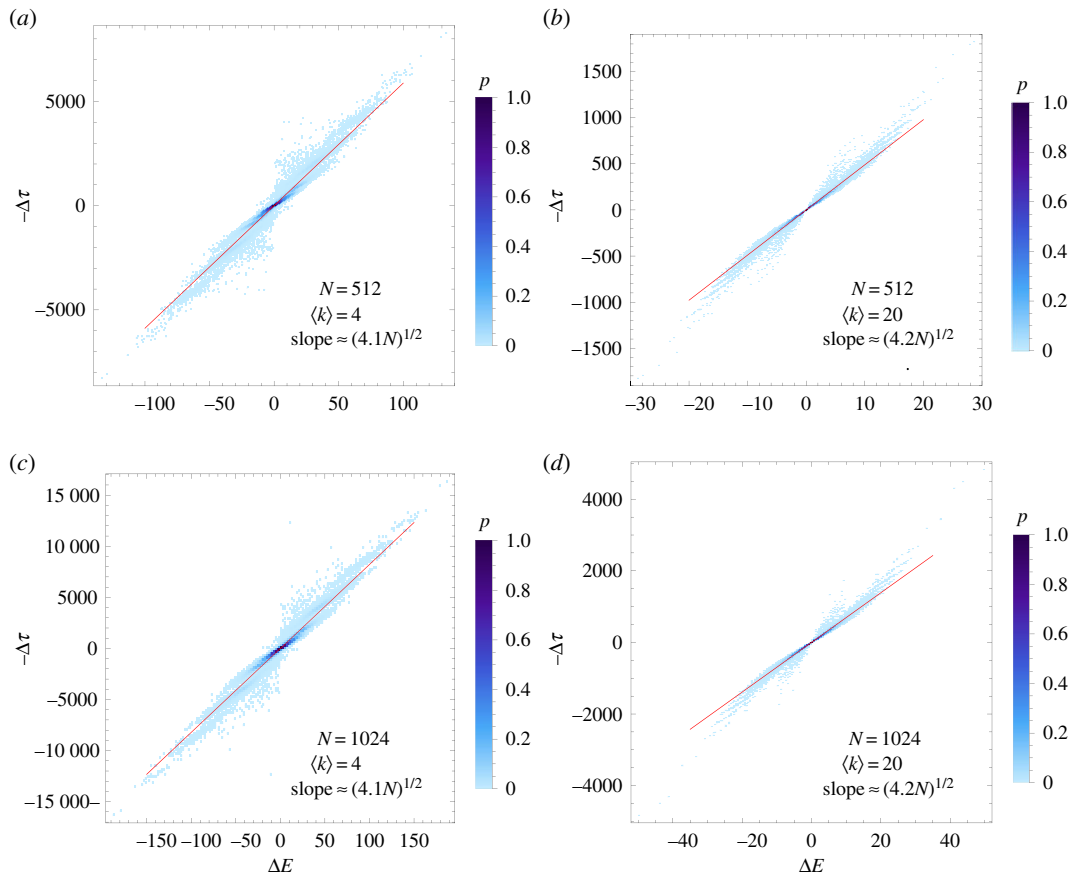 (a)
p
1.0
0.8
0.6
0.4
0.2
0
5000
0
–5000
–Δτ
N = 512
⟨k⟩ = 4
slope ≈ (4.1N)1/2
–100
–50
0
50
100
(b)
p
1.0
0.8
0.6
0.4
0.2
0
1500
1000
500
0
–500
–1000
–1500
–Δτ
N = 512
⟨k⟩ = 20
slope ≈ (4.2N)1/2
–30
–20
–10
0
10
20
30
(c)
p
1.0
0.8
0.6
0.4
0.2
0
15 000
10 000
5000
0
–5000
–10 000
–15 000–
–Δτ
N = 1024
⟨k⟩ = 4
slope ≈ (4.1N)1/2
–150
–100
–50
0
50
100
150
ΔE
(d)
p
1.0
0.8
0.6
0.4
0.2
0
4000
2000
0
–2000
–4000
–Δτ
N = 1024
⟨k⟩ = 20
slope ≈ (4.2N)1/2
–40
–20
0
20
40
ΔE